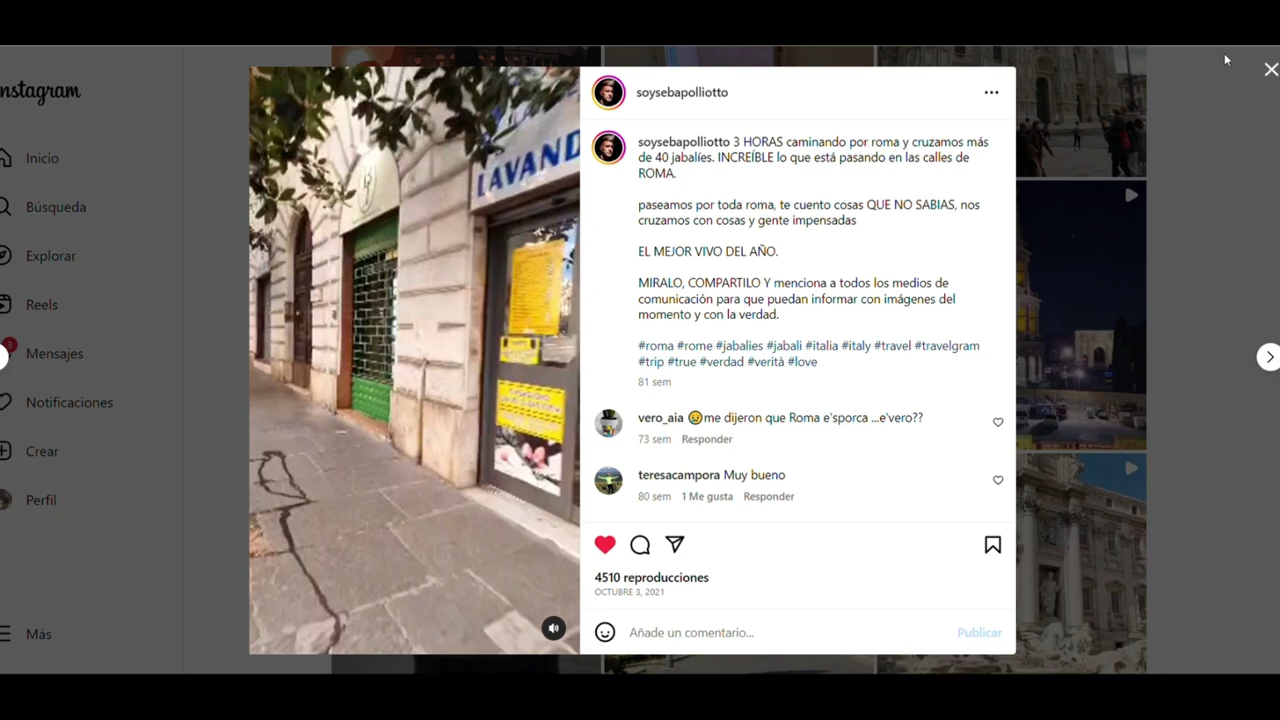 nstagram
Inicio
Búsqueda
Explorar
Reels
3
Mensajes
Notificaciones
Crear
Perfil
Más
LAVAND
soysebapolliotto
soysebapolliotto 3 HORAS caminando por roma y cruzamos más
de 40 jabalíes. INCREÍBLE lo que está pasando en las calles de
ROMA.
paseamos por toda roma, te cuento cosas QUE NO SABIAS, nos
cruzamos con cosas y gente impensadas
EL MEJOR VIVO DEL AÑO.
MIRALO, COMPARTILO Y menciona a todos los medios de
comunicación para que puedan informar con imágenes del
momento y con la verdad.
#roma #rome #jabalies #jabali #italia #italy #travel #travelgram
#trip #true #verdad #verità #love
81 sem
vero_aia 😢me dijeron que Roma e'sporca ...e'vero??
73 sem Responder
teresacampora Muy bueno
80 sem 1 Me gusta Responder
4510 reproducciones
OCTUBRE 3, 2021
Añade un comentario...
Publicar